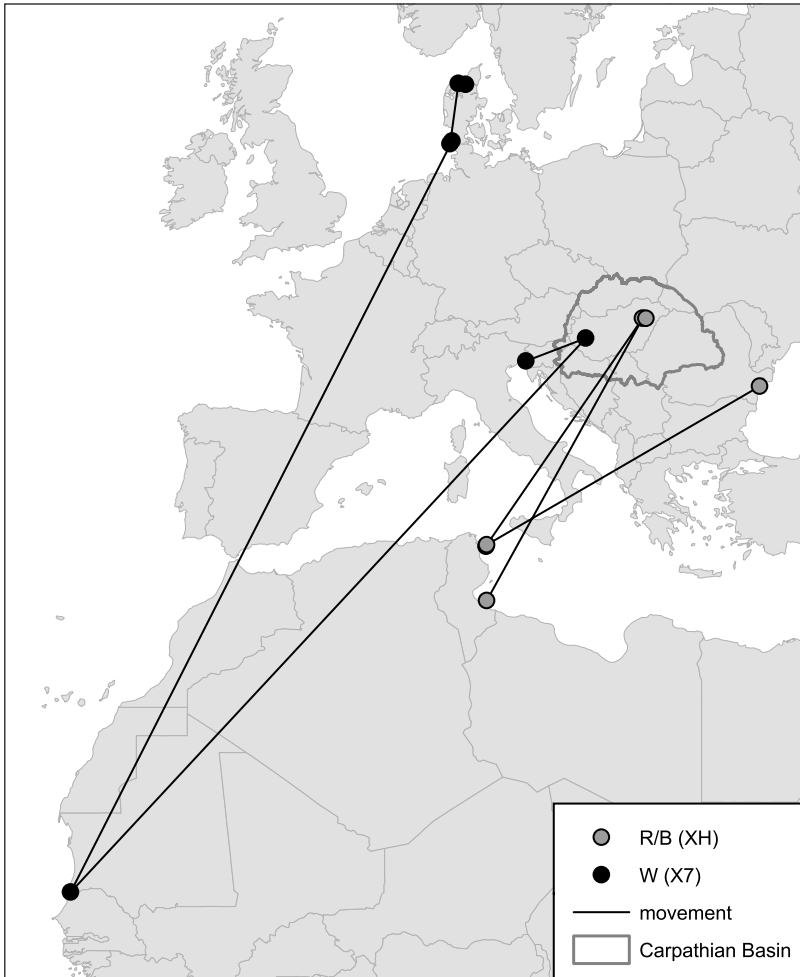 R/B (XH)
W (X7)
movement
Carpathian Basin